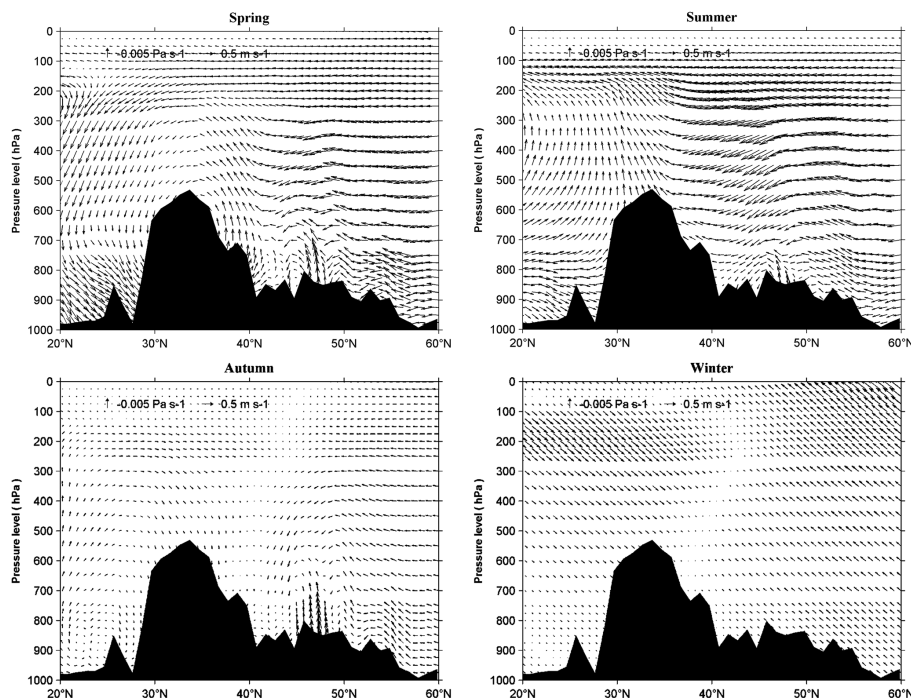 Spring
Pressure level ( hPa)
0
100
200
300
400
500
600
700
800
900
1000
-0.005 Pa s-1
0.5 m s-1
20°N
30°N
40°N
50°N
60°N
Summer
Pressure level ( hPa)
0
100
200
300
400
500
600
700
800
900
1000
-0.005 Pa s-1
0.5 m s-1
20°N
30°N
40°N
50°N
60°N
Autumn
Pressure level ( hPa)
0
100
200
300
400
500
600
700
800
900
1000
-0.005 Pa s-1
0.5 m s-1
20°N
30°N
40°N
50°N
60°N
Winter
Pressure level ( hPa)
0
100
200
300
400
500
600
700
800
900
1000
-0.005 Pa s-1
0.5 m s-1
20°N
30°N
40°N
50°N
60°N